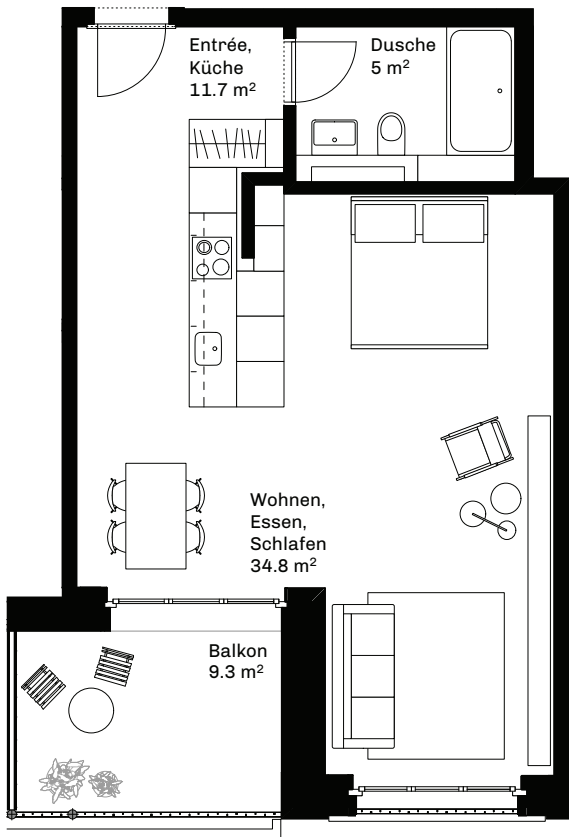 Entrée,
Küche
11.7 m²
Dusche
5 m²
Wohnen,
Essen,
Schlafen
34.8 m²
Balkon
9.3 m²